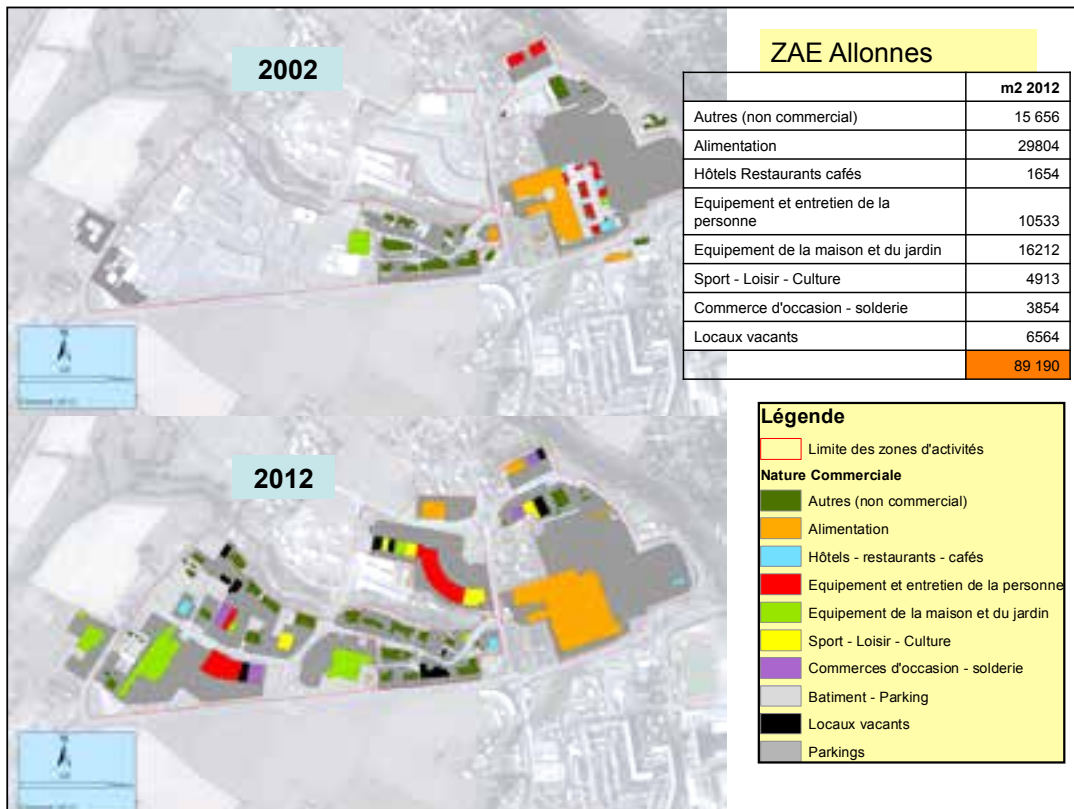 2002
ZAE Allonnes
m2 2012
Autres (non commercial) 15 656
Alimentation 29804
Hôtels Restaurants cafés 1654
Equipement et entretien de la
personne 10533
Equipement de la maison et du jardin 16212
Sport - Loisir - Culture 4913
Commerce d'occasion - solderie 3854
Locaux vacants 6564
89 190
2012
Légende
Limite des zones d'activités
Nature Commerciale
Autres (non commercial)
Alimentation
Hôtels - restaurants - cafés
Equipement et entretien de la personne
Equipement de la maison et du jardin
Sport - Loisir - Culture
Commerces d'occasion - solderie
Batiment - Parking
Locaux vacants
Parkings